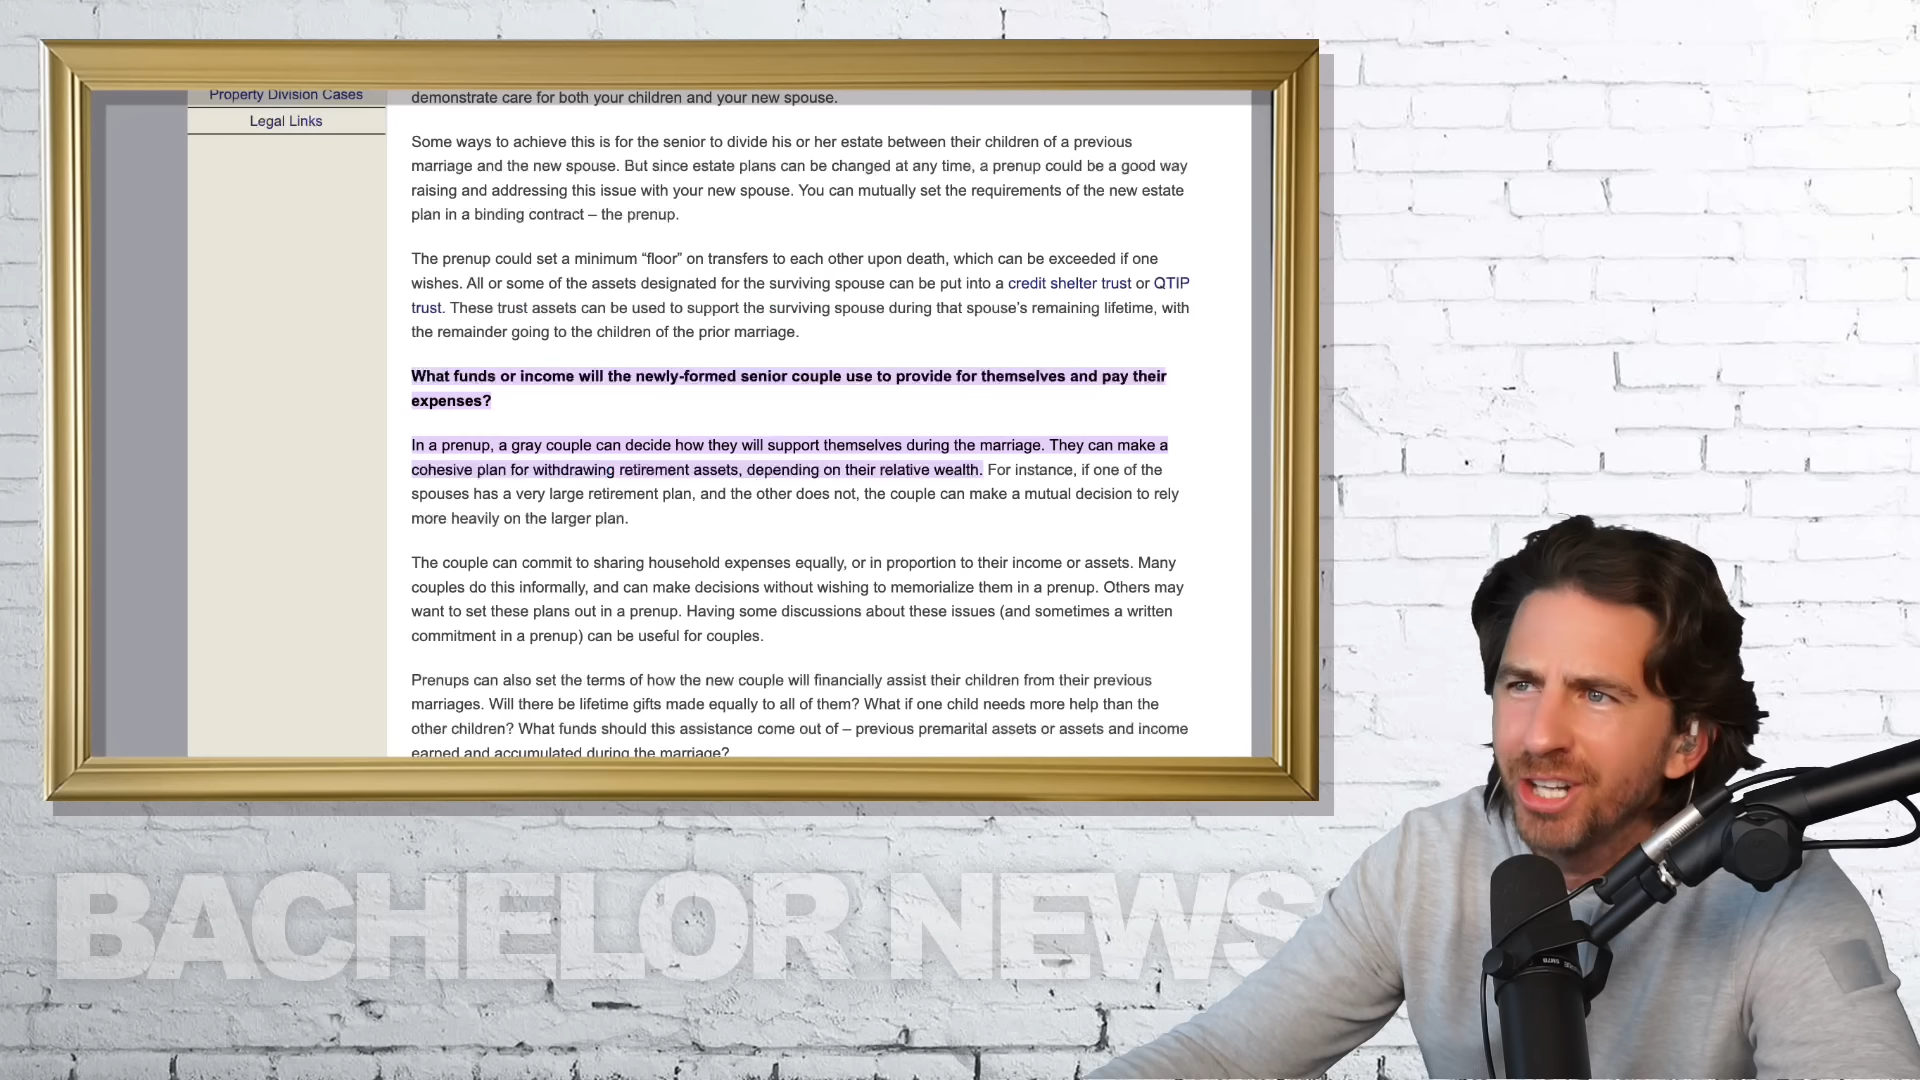 Property Division Cases
Legal Links
demonstrate care for both your children and your new spouse.
Some ways to achieve this is for the senior to divide his or her estate between their children of a previous
marriage and the new spouse. But since estate plans can be changed at any time, a prenup could be a good way
raising and addressing this issue with your new spouse. You can mutually set the requirements of the new estate
plan in a binding contract – the prenup.
The prenup could set a minimum “floor” on transfers to each other upon death, which can be exceeded if one
wishes. All or some of the assets designated for the surviving spouse can be put into a credit shelter trust or QTIP
trust. These trust assets can be used to support the surviving spouse during that spouse’s remaining lifetime, with
the remainder going to the children of the prior marriage.
What funds or income will the newly-formed senior couple use to provide for themselves and pay their
expenses?
In a prenup, a gray couple can decide how they will support themselves during the marriage. They can make a
cohesive plan for withdrawing retirement assets, depending on their relative wealth. For instance, if one of the
spouses has a very large retirement plan, and the other does not, the couple can make a mutual decision to rely
more heavily on the larger plan.
The couple can commit to sharing household expenses equally, or in proportion to their income or assets. Many
couples do this informally, and can make decisions without wishing to memorialize them in a prenup. Others may
want to set these plans out in a prenup. Having some discussions about these issues (and sometimes a written
commitment in a prenup) can be useful for couples.
Prenups can also set the terms of how the new couple will financially assist their children from their previous
marriages. Will there be lifetime gifts made equally to all of them? What if one child needs more help than the
other children? What funds should this assistance come out of – previous premarital assets or assets and income
earned and accumulated during the marriage?
BACHELOR NEWS